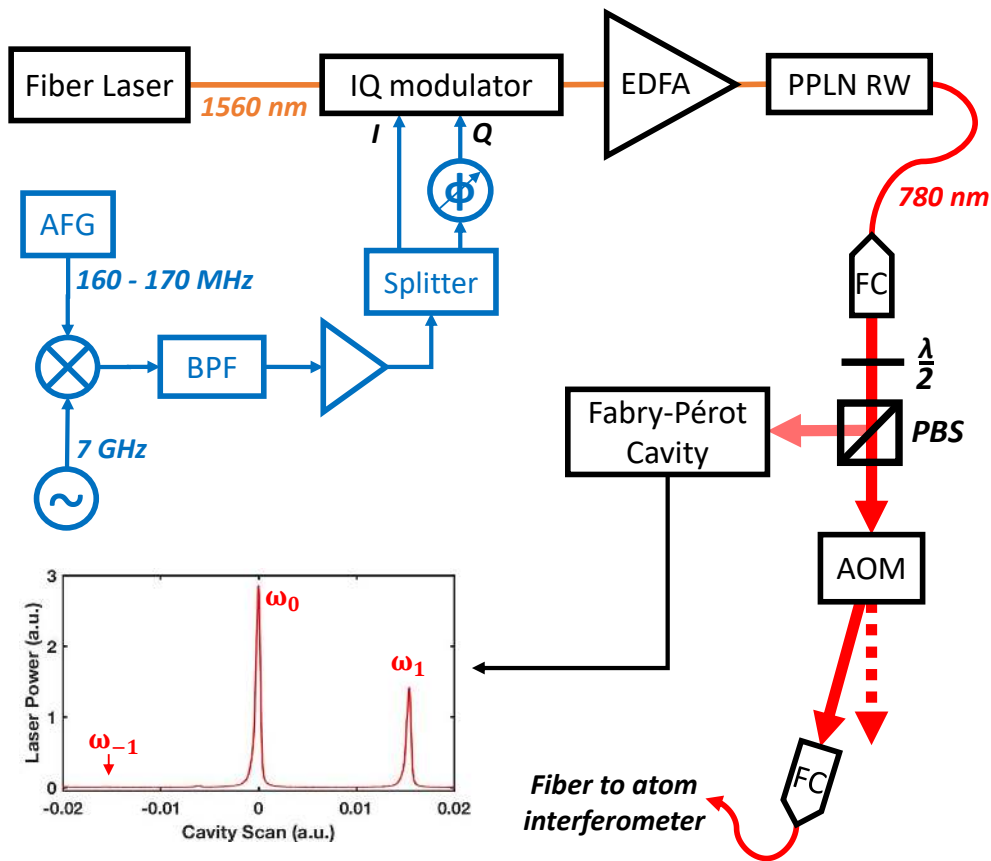 Fiber Laser
1560 nm
IQ modulator
EDFA
PPLN RW
I
Q
ϕ
780 nm
AFG
160 - 170 MHz
Splitter
FC
BPF
λ
2
7 GHz
Fabry-Pérot
Cavity
PBS
~
AOM
3
2
1
0
Laser Power (a.u.)
ω₀
ω₁
ω₋₁
-0.02
-0.01
0
0.01
0.02
Cavity Scan (a.u.)
FC
Fiber to atom
interferometer